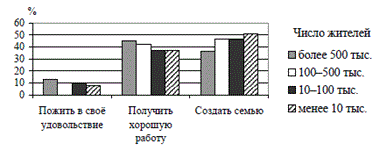 %
60
50
40
30
20
10
0
Пожить в своё
удовольствие
Получить
хорошую
работу
Создать семью
Число жителей
более 500 тыс.
100–500 тыс.
10–100 тыс.
менее 10 тыс.